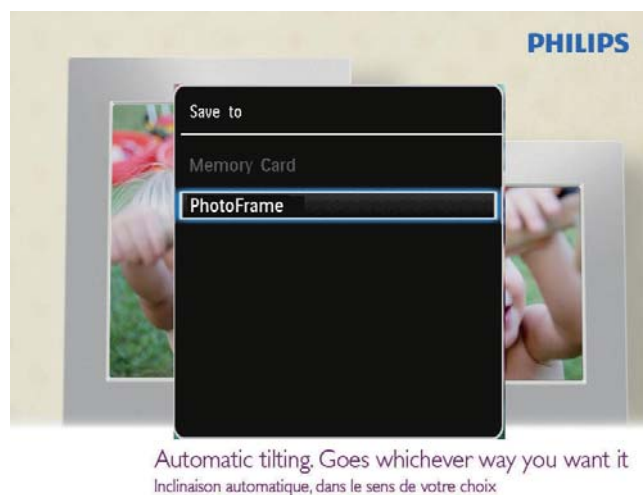 PHILIPS
Save to
Memory Card
PhotoFrame
Automatic tilting. Goes whichever way you want it
Inclinaison automatique, dans le sens de votre choix